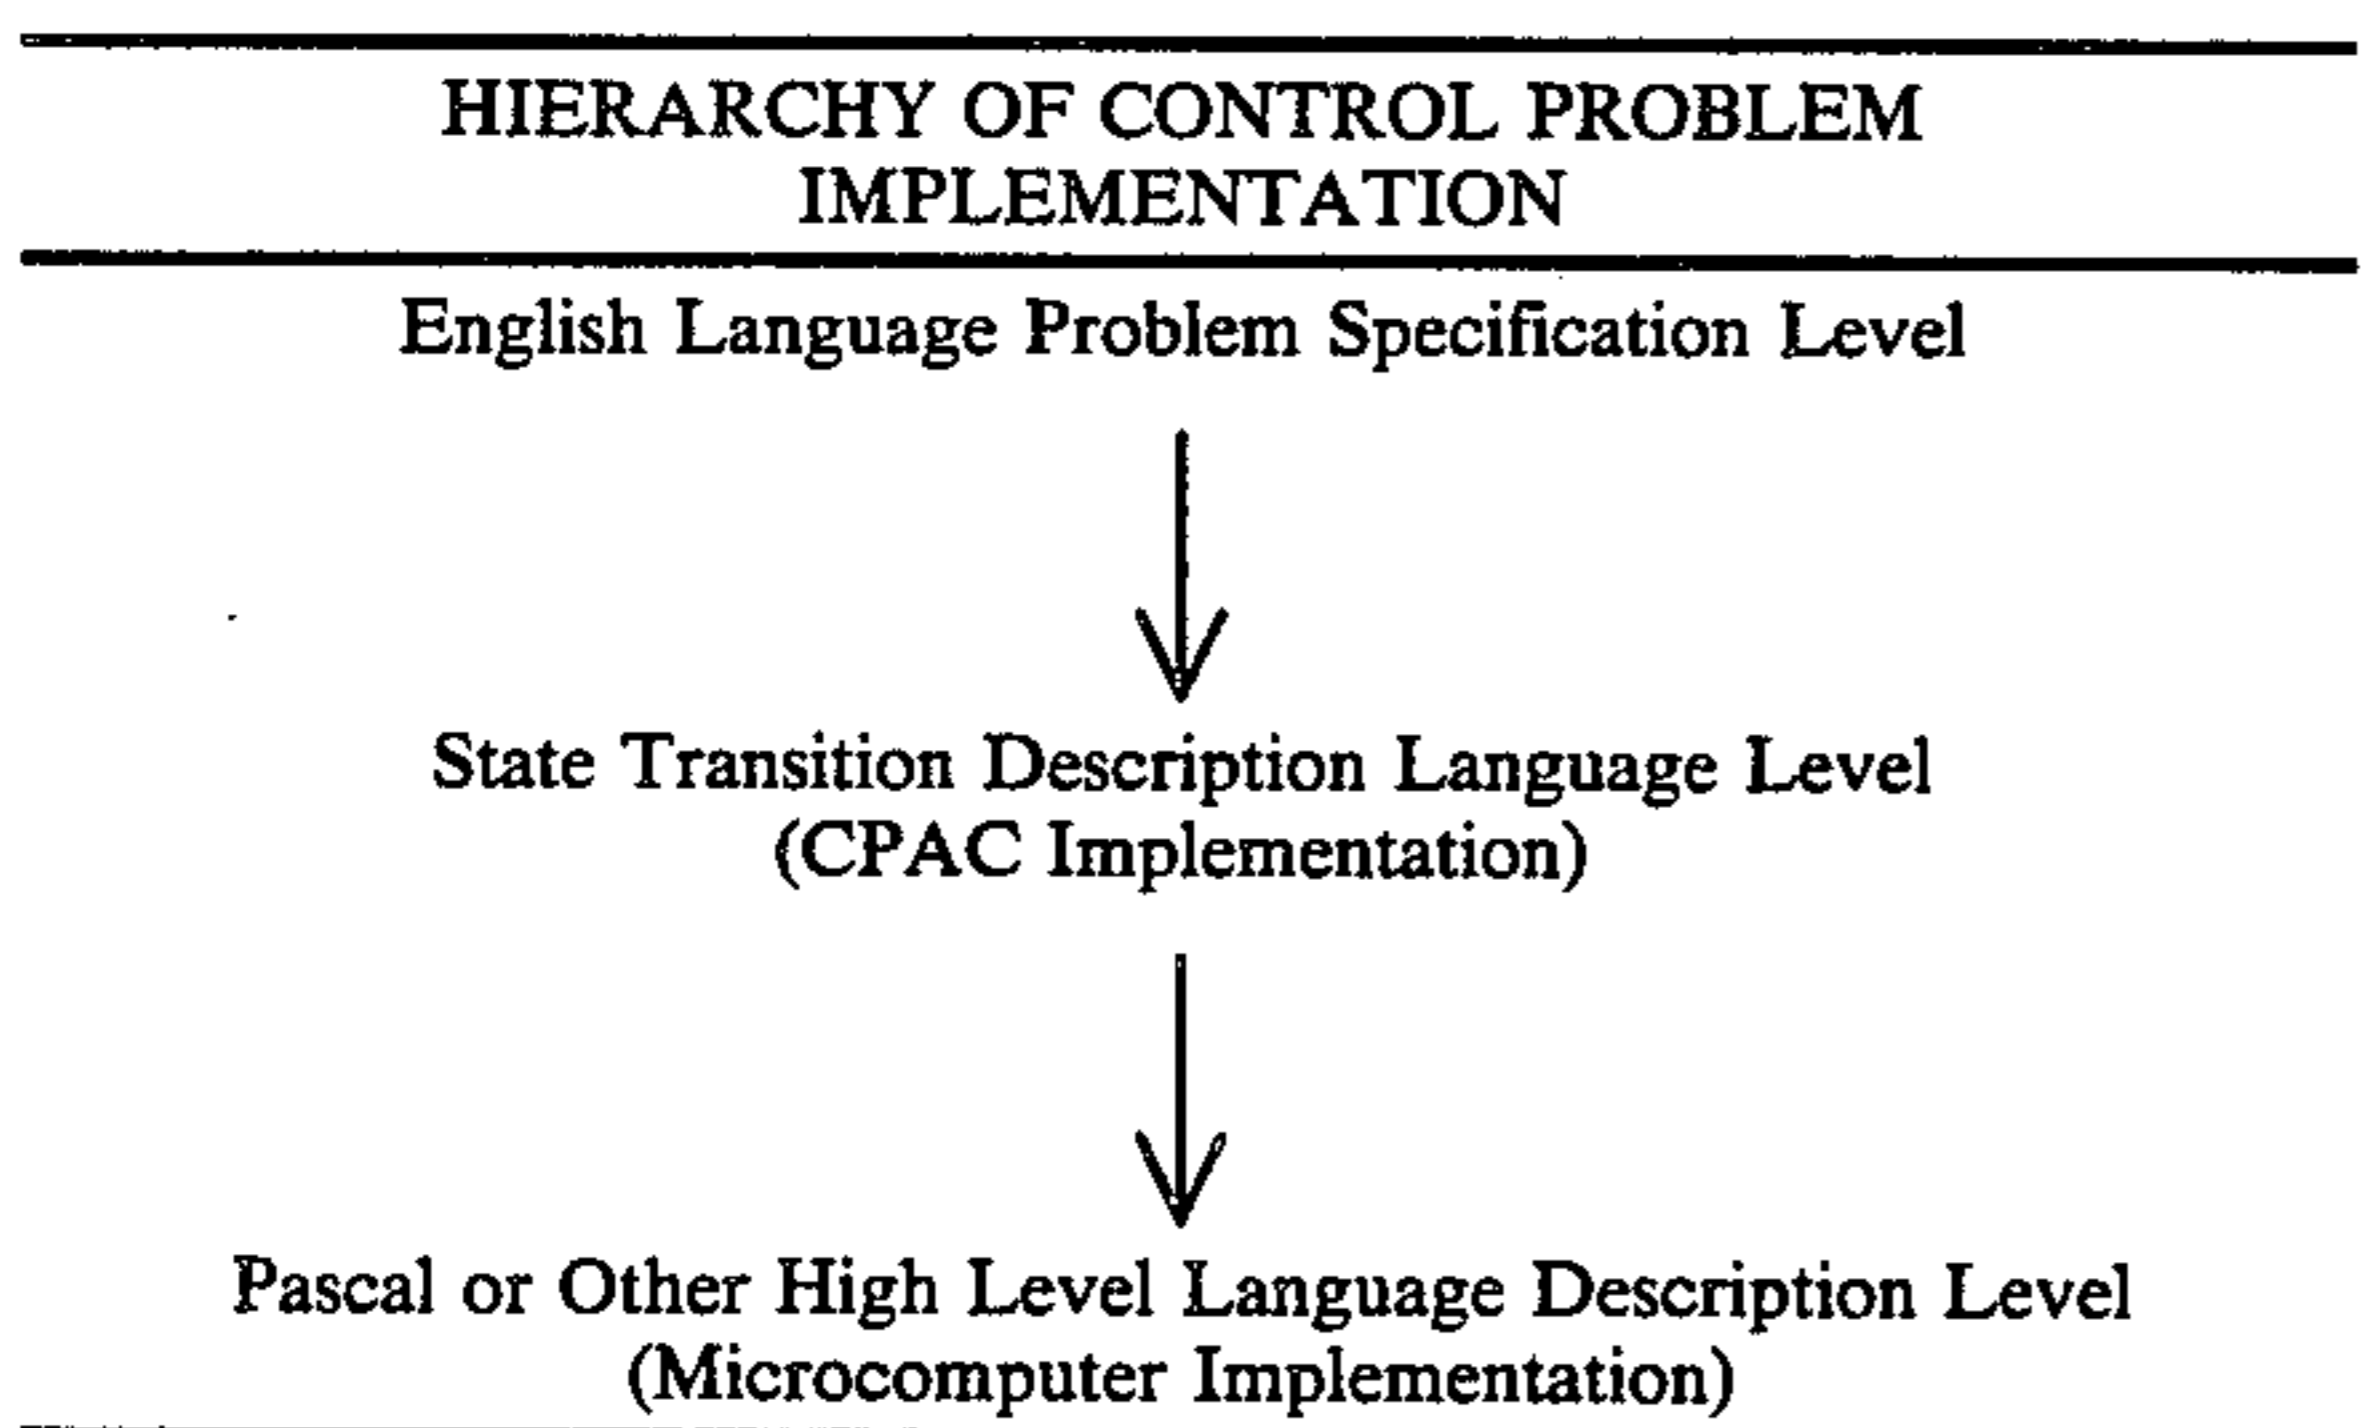 HIERARCHY OF CONTROL PROBLEM
IMPLEMENTATION
English Language Problem Specification Level
State Transition Description Language Level
(CPAC Implementation)
Pascal or Other High Level Language Description Level
(Microcomputer Implementation)